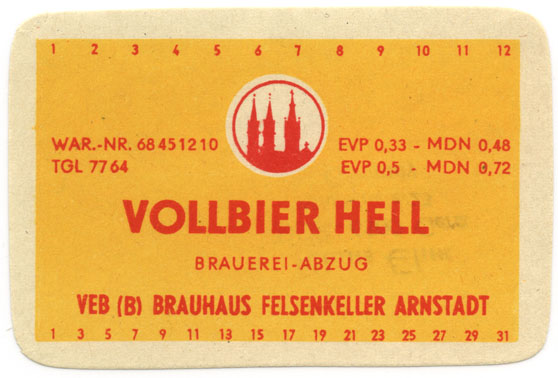 1 2 3 4 5 6 7 8 9 10 11 12
WAR.-NR. 68451210 EVP 0,33 - MDN 0,48
TGL 7764 EVP 0,5 - MDN 0,72
VOLLBIER HELL
BRAUEREI-ABZUG
VEB (B) BRAUHAUS FELSENKELLER ARNSTADT
1 3 5 7 9 11 13 15 17 19 21 23 25 27 29 31